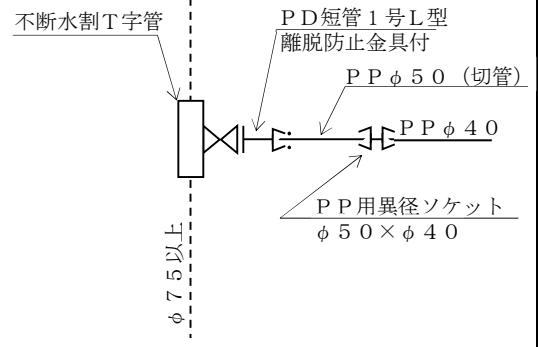 不断水割Ｔ字管
ＰＤ短管１号Ｌ型
離脱防止金具付
ＰＰφ５０（切管）
ＰＰφ４０
ＰＰ用異径ソケット
φ５０×φ４０
φ７５以上